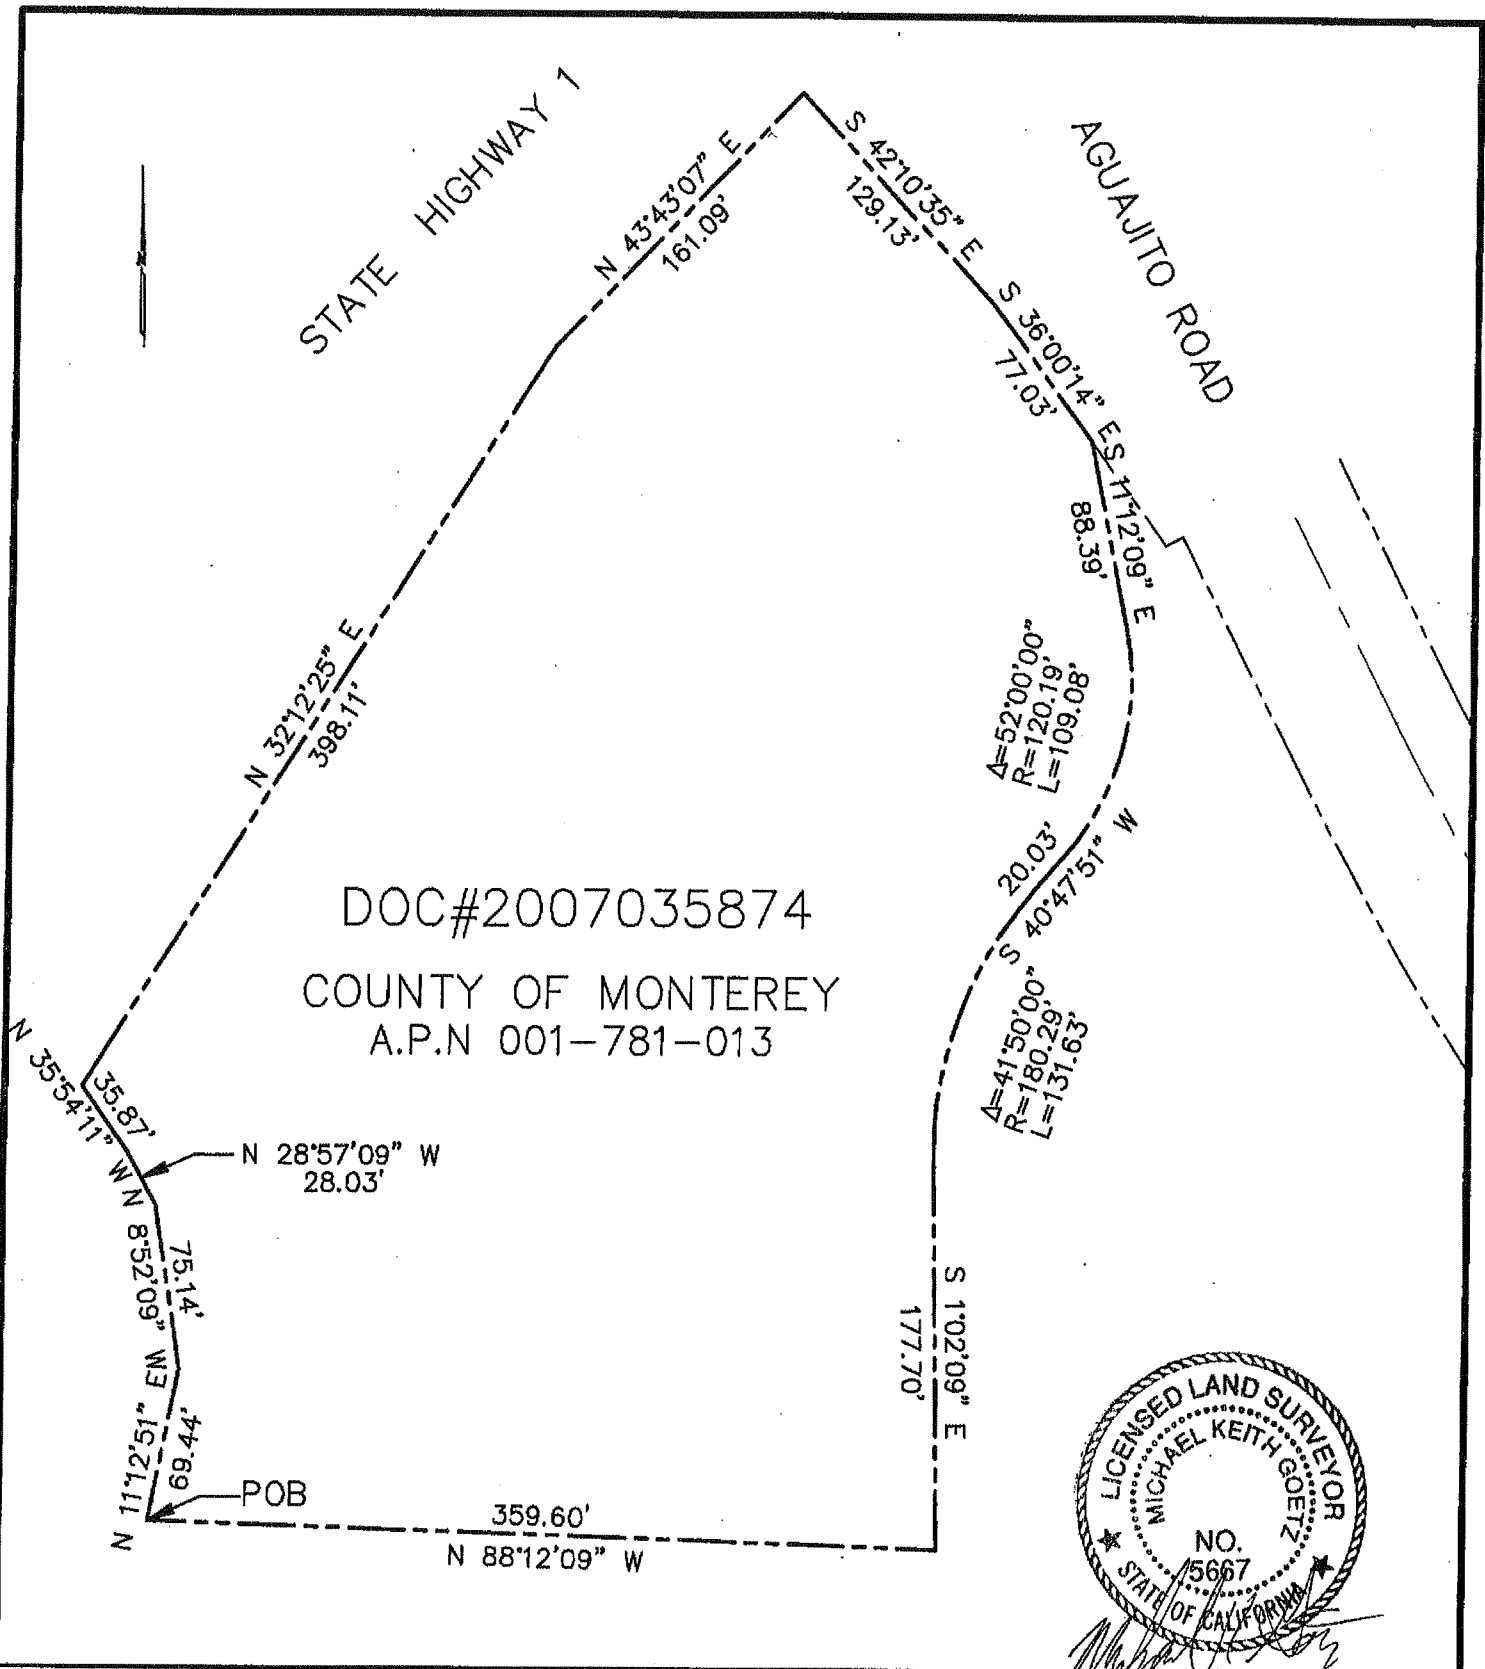 STATE HIGHWAY 1
AGUAJITO ROAD
N 43°43'07" E
161.09'
S 42°10'35" E
129.13'
S 36°00'14" E
77.03'
S 11°12'09" E
88.39'
Δ=52°00'00"
R=120.19'
L=109.08'
20.03'
S 40°47'51" W
Δ=41°50'00"
R=180.29'
L=131.63'
S 1°02'09" E
177.70'
359.60'
N 88°12'09" W
POB
N 11°12'51" E
69.44'
N 8°52'09" W
75.14'
N 28°57'09" W
28.03'
N 35°54'11" W
35.87'
N 32°12'25" E
398.11'
DOC#2007035874
COUNTY OF MONTEREY
A.P.N 001-781-013
LICENSED LAND SURVEYOR
MICHAEL KEITH GOETZ
NO.
5667
STATE OF CALIFORNIA